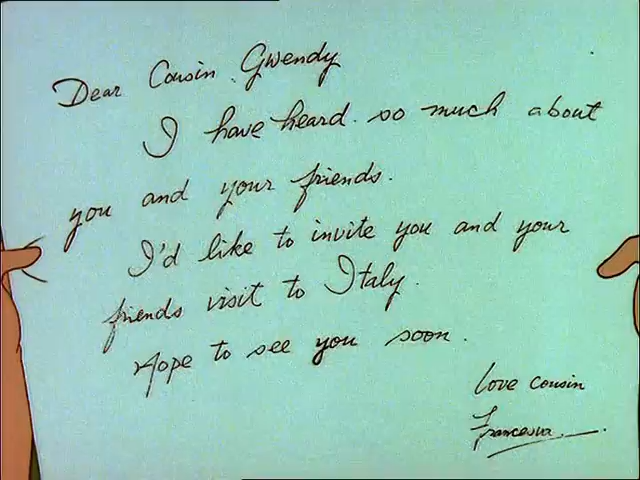 Dear Cousin Gwendy
I have heard so much about
you and your friends.
I'd like to invite you and your
friends visit to Italy.
Hope to see you soon.
Love cousin
Francesca